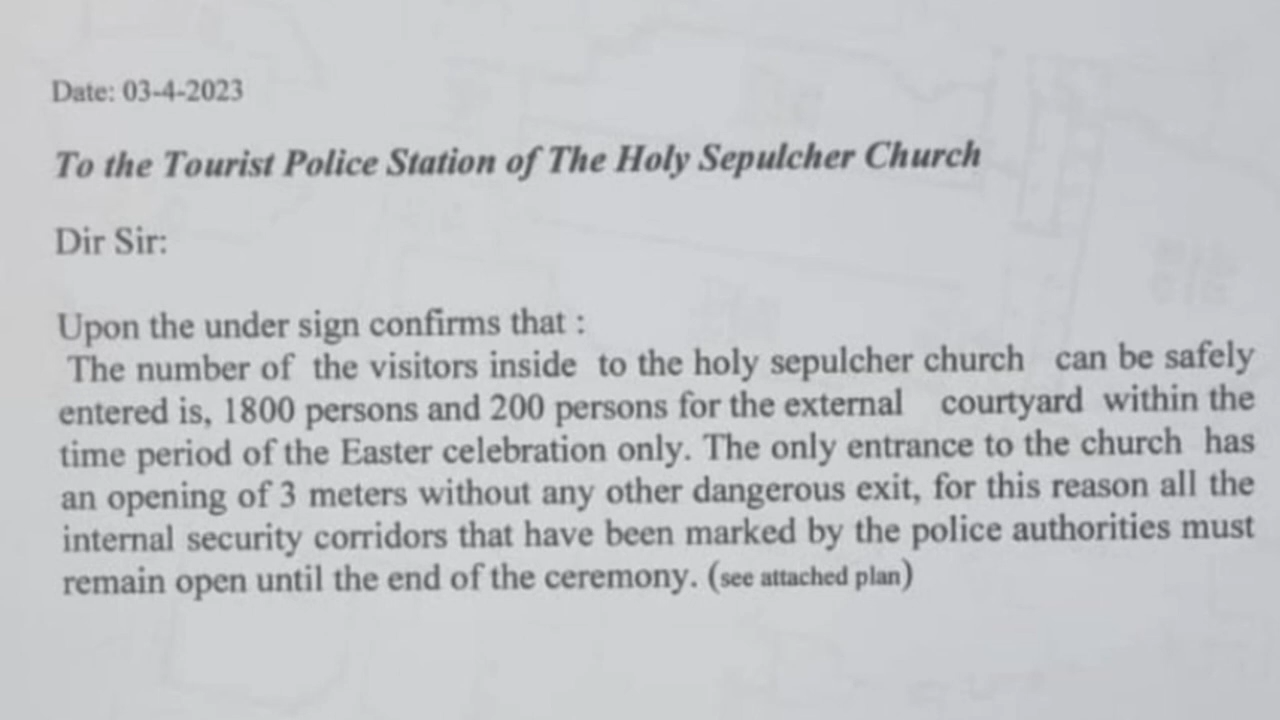 Date: 03-4-2023
To the Tourist Police Station of The Holy Sepulcher Church
Dir Sir:
Upon the under sign confirms that :
The number of the visitors inside to the holy sepulcher church can be safely
entered is, 1800 persons and 200 persons for the external courtyard within the
time period of the Easter celebration only. The only entrance to the church has
an opening of 3 meters without any other dangerous exit, for this reason all the
internal security corridors that have been marked by the police authorities must
remain open until the end of the ceremony. (see attached plan)